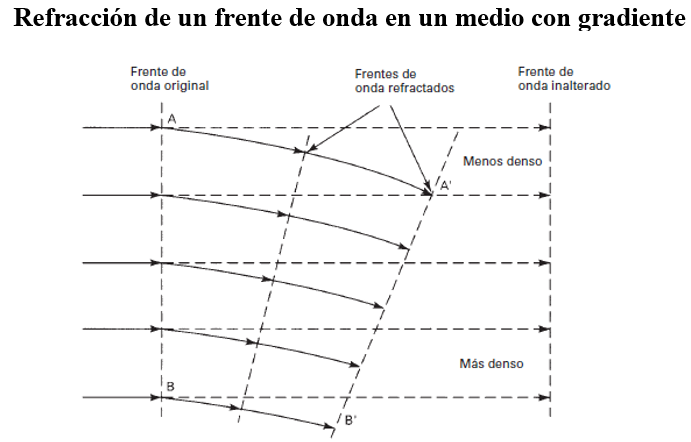 Refracción de un frente de onda en un medio con gradiente
Frente de
onda original
Frentes de
onda refractados
Frente de
onda inalterado
A
Menos denso
A'
Más denso
B
B'